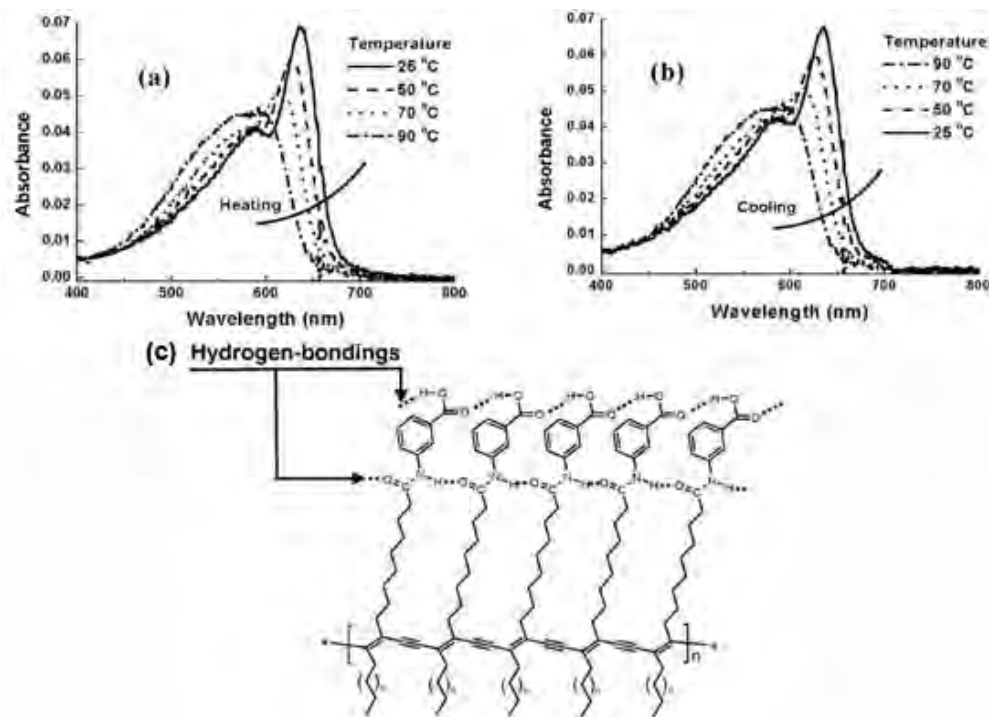 (a)
Temperature
25 °C
50 °C
70 °C
90 °C
Heating
Absorbance
0.07
0.06
0.05
0.04
0.03
0.02
0.01
0.00
400 500 600 700 800
Wavelength (nm)
(b)
Temperature
90 °C
70 °C
50 °C
25 °C
Cooling
Absorbance
0.07
0.06
0.05
0.04
0.03
0.02
0.01
0.00
400 500 600 700 800
Wavelength (nm)
(c) Hydrogen-bondings
H O H O H O H O H O
O O O O O
N H N H N H N H N H
O C O C O C O C O C
n
( )n ( )n ( )n ( )n ( )n